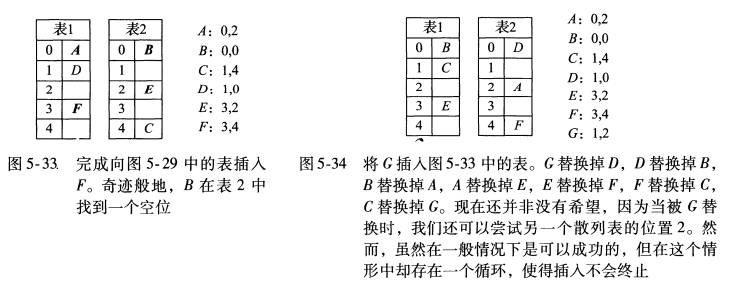 表1
0 A
1 D
2
3 F
4
表2
0 B
1
2 E
3
4 C
A: 0,2
B: 0,0
C: 1,4
D: 1,0
E: 3,2
F: 3,4
图 5-33 完成向图 5-29 中的表插入
F。奇迹般地，B 在表 2 中
找到一个空位
表1
0 B
1 C
2
3 E
4
表2
0 D
1
2 A
3
4 F
A: 0,2
B: 0,0
C: 1,4
D: 1,0
E: 3,2
F: 3,4
G: 1,2
图 5-34 将 G 插入图 5-33 中的表。G 替换掉 D，D 替换掉 B，
B 替换掉 A，A 替换掉 E，E 替换掉 F，F 替换掉 C，
C 替换掉 G。现在还并非没有希望，因为当被 G 替
换时，我们还可以尝试另一个散列表的位置 2。然
而，虽然在一般情况下是可以成功的，但在这个情
形中却存在一个循环，使得插入不会终止